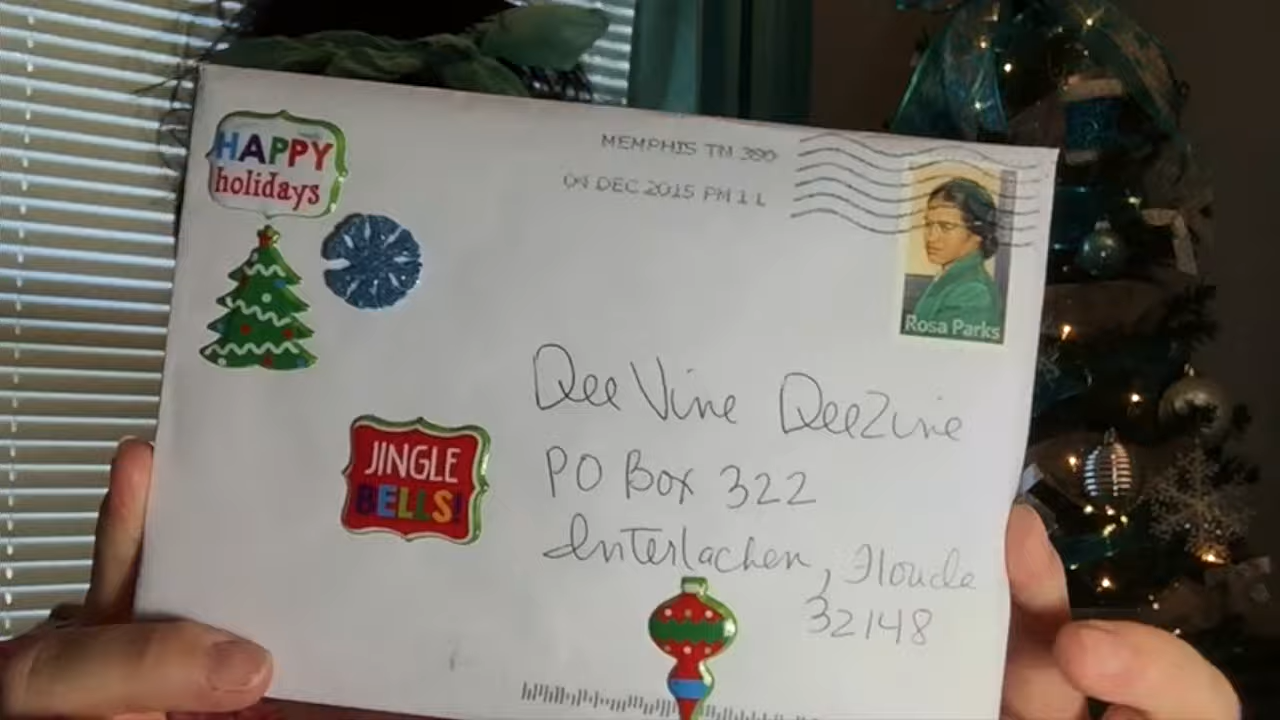 HAPPY
holidays
MEMPHIS TN 380
04 DEC 2015 PM 1 L
Rosa Parks
JINGLE
BELLS!
Dee Vine DeeZine
PO Box 322
Interlachen, Florida
32148